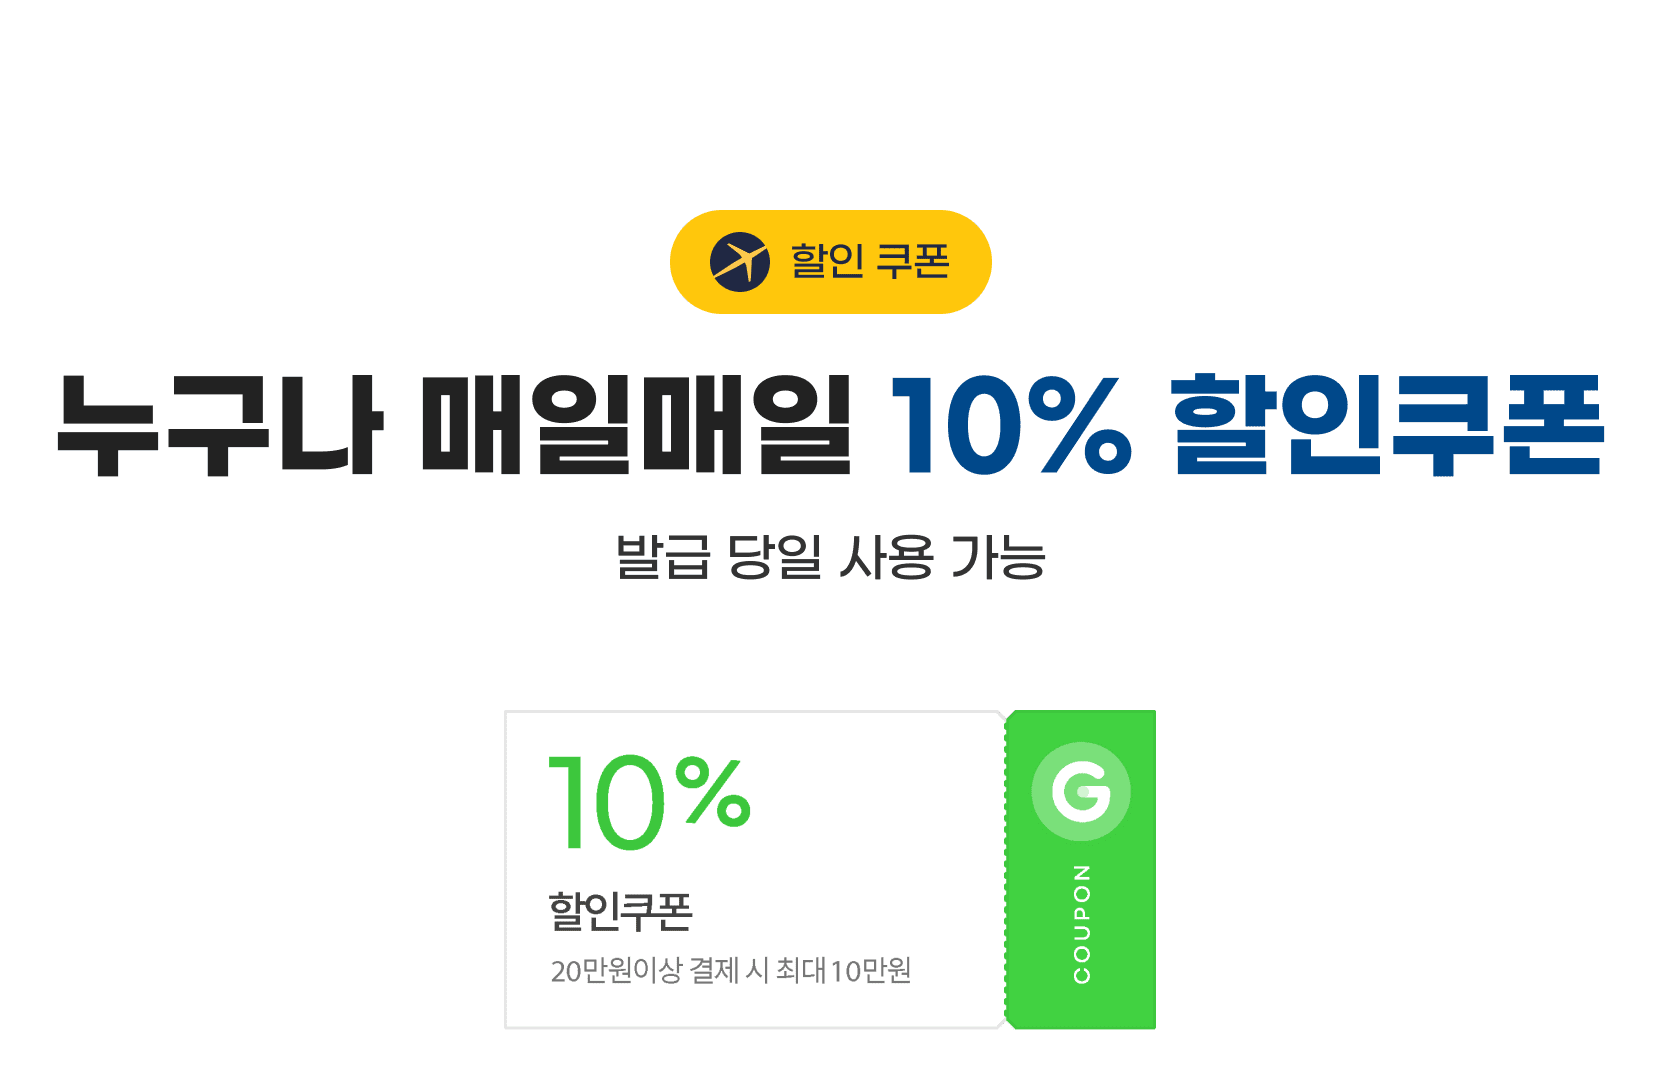 할인 쿠폰
누구나 매일매일 10% 할인쿠폰
발급 당일 사용 가능
10%
할인쿠폰
20만원이상 결제 시 최대 10만원
G
COUPON